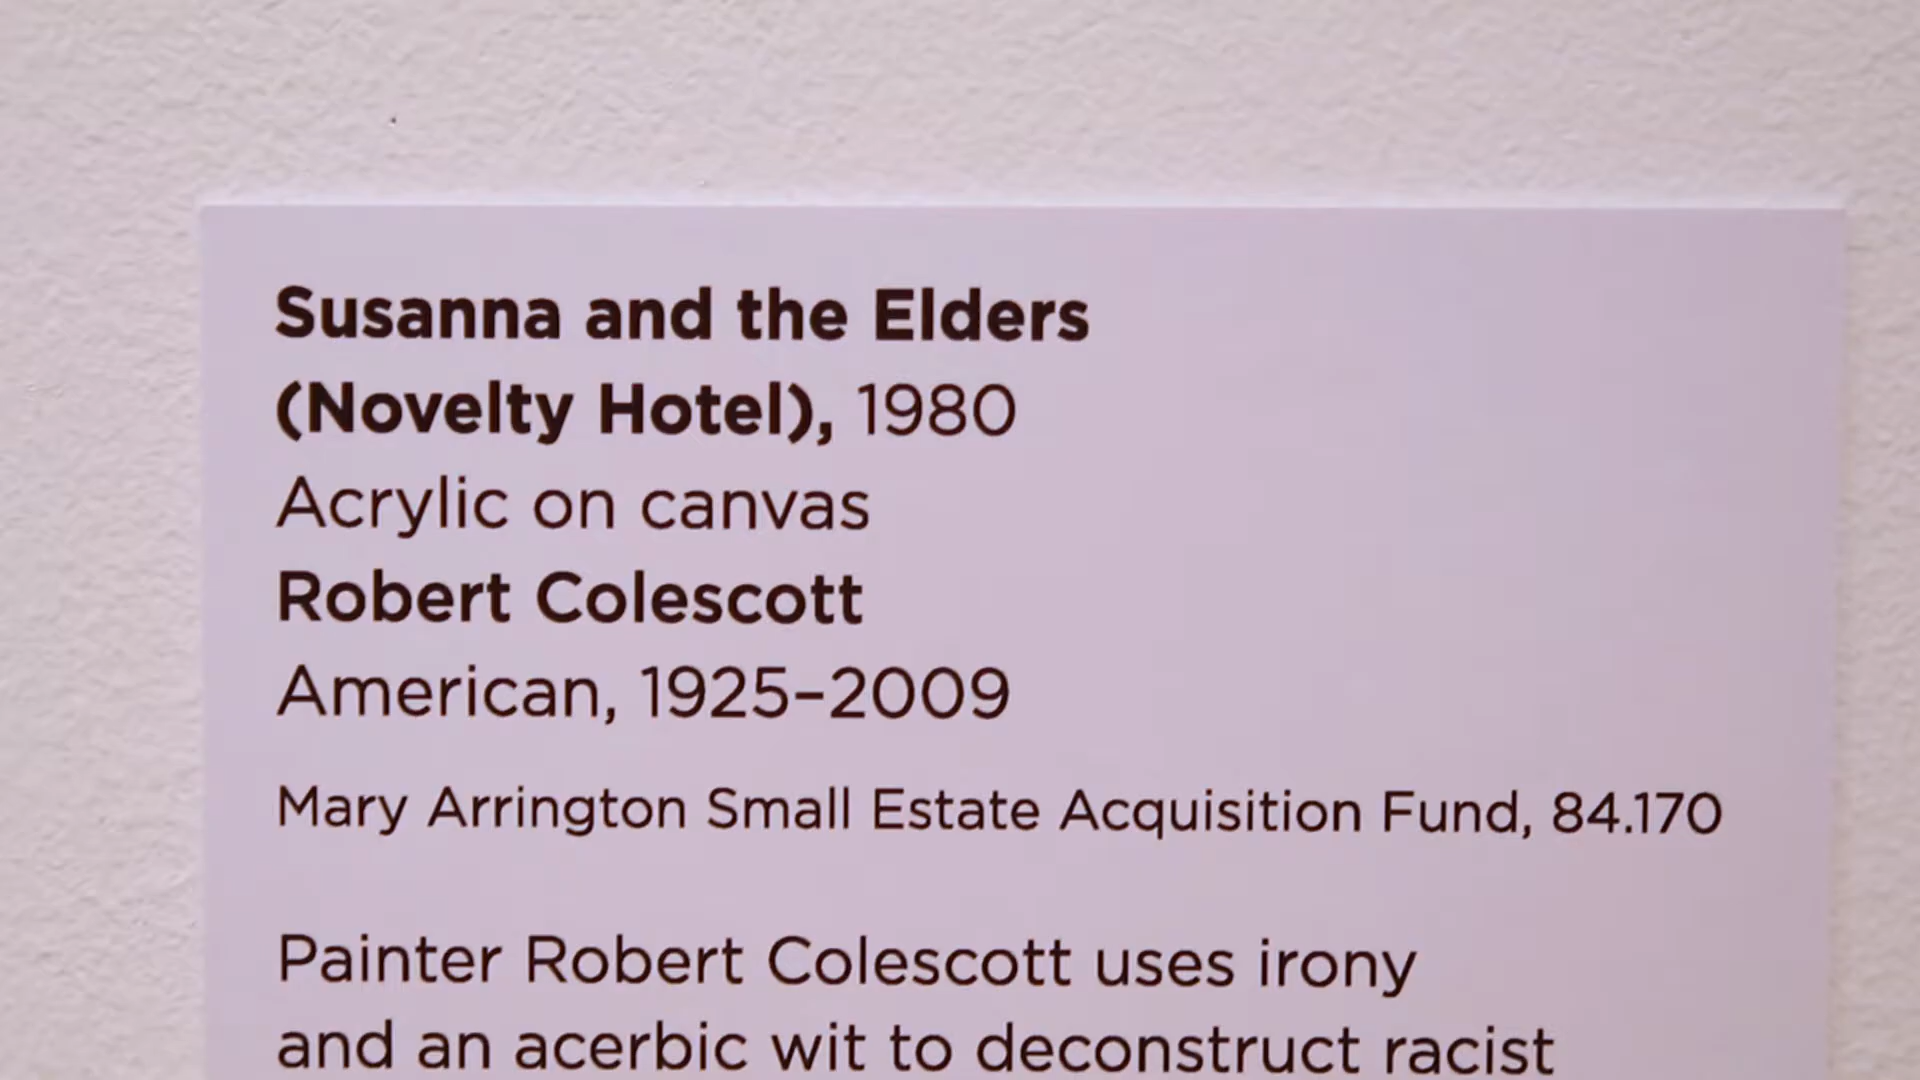 Susanna and the Elders
(Novelty Hotel), 1980
Acrylic on canvas
Robert Colescott
American, 1925–2009
Mary Arrington Small Estate Acquisition Fund, 84.170
Painter Robert Colescott uses irony
and an acerbic wit to deconstruct racist